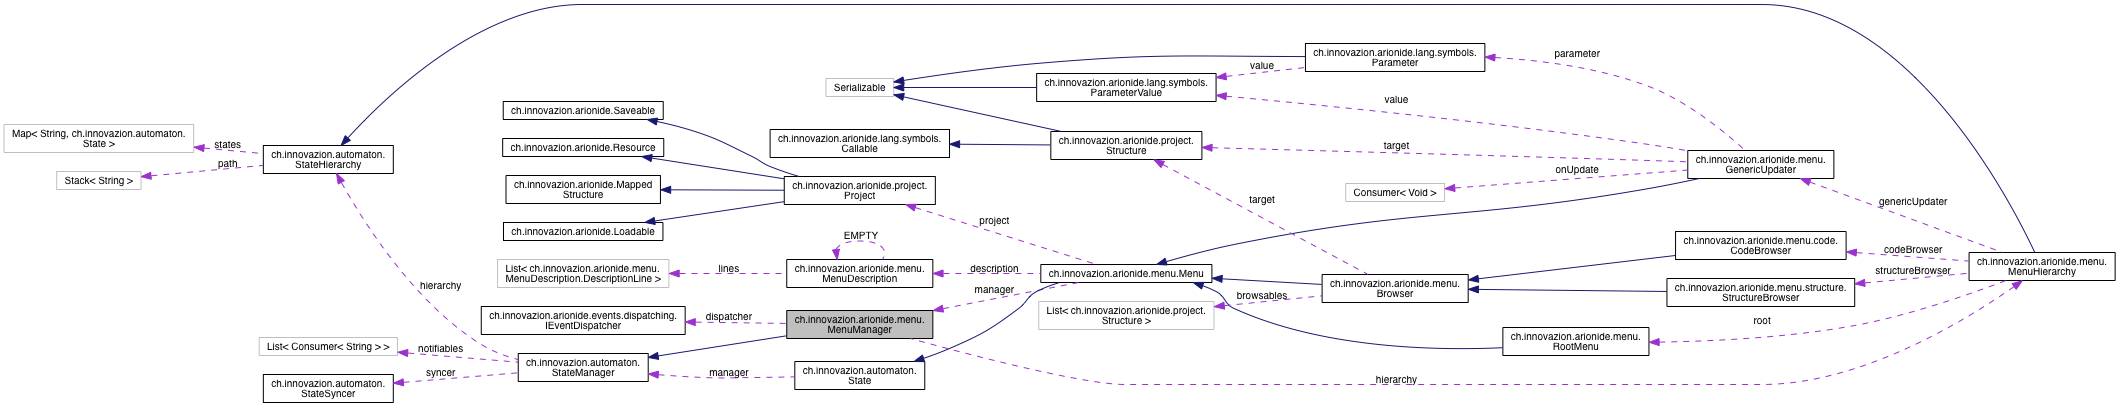 ch.innovazion.arionide.lang.symbols.
Parameter
parameter
value
Serializable
ch.innovazion.arionide.lang.symbols.
ParameterValue
value
ch.innovazion.arionide.Saveable
Map< String, ch.innovazion.automaton.
State >
states
ch.innovazion.automaton.
StateHierarchy
path
Stack< String >
ch.innovazion.arionide.Resource
ch.innovazion.arionide.lang.symbols.
Callable
ch.innovazion.arionide.project.
Structure
target
ch.innovazion.arionide.menu.
GenericUpdater
onUpdate
Consumer< Void >
ch.innovazion.arionide.Mapped
Structure
ch.innovazion.arionide.project.
Project
target
genericUpdater
project
ch.innovazion.arionide.Loadable
EMPTY
ch.innovazion.arionide.menu.code.
CodeBrowser
codeBrowser
List< ch.innovazion.arionide.menu.
MenuDescription.DescriptionLine >
lines
ch.innovazion.arionide.menu.
MenuDescription
description
ch.innovazion.arionide.menu.Menu
ch.innovazion.arionide.menu.
MenuHierarchy
structureBrowser
hierarchy
manager
ch.innovazion.arionide.menu.
Browser
browsables
ch.innovazion.arionide.menu.structure.
StructureBrowser
List< ch.innovazion.arionide.project.
Structure >
ch.innovazion.arionide.events.dispatching.
IEventDispatcher
dispatcher
ch.innovazion.arionide.menu.
MenuManager
root
ch.innovazion.arionide.menu.
RootMenu
List< Consumer< String > >
notifiables
ch.innovazion.automaton.
StateManager
syncer
ch.innovazion.automaton.
StateSyncer
manager
ch.innovazion.automaton.
State
hierarchy